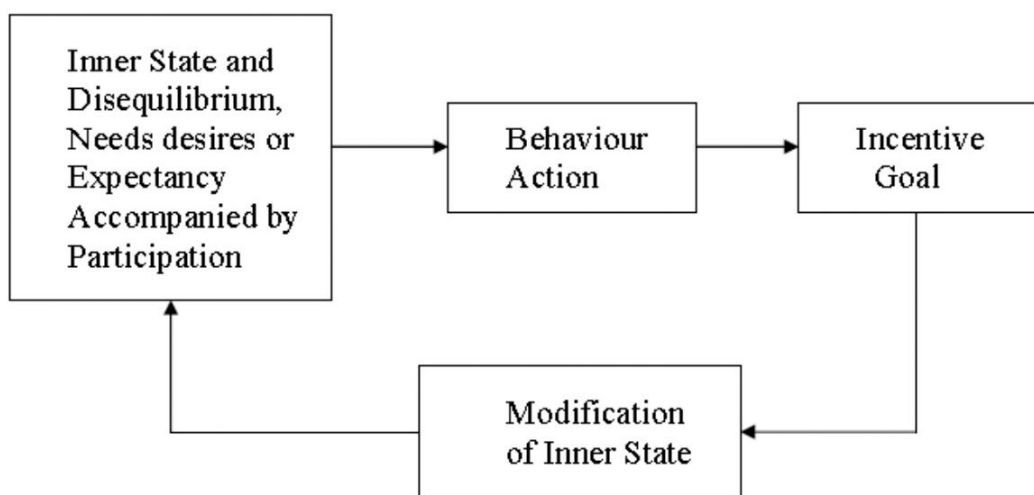 Inner State and
Disequilibrium,
Needs desires or
Expectancy
Accompanied by
Participation
Behaviour
Action
Incentive
Goal
Modification
of Inner State